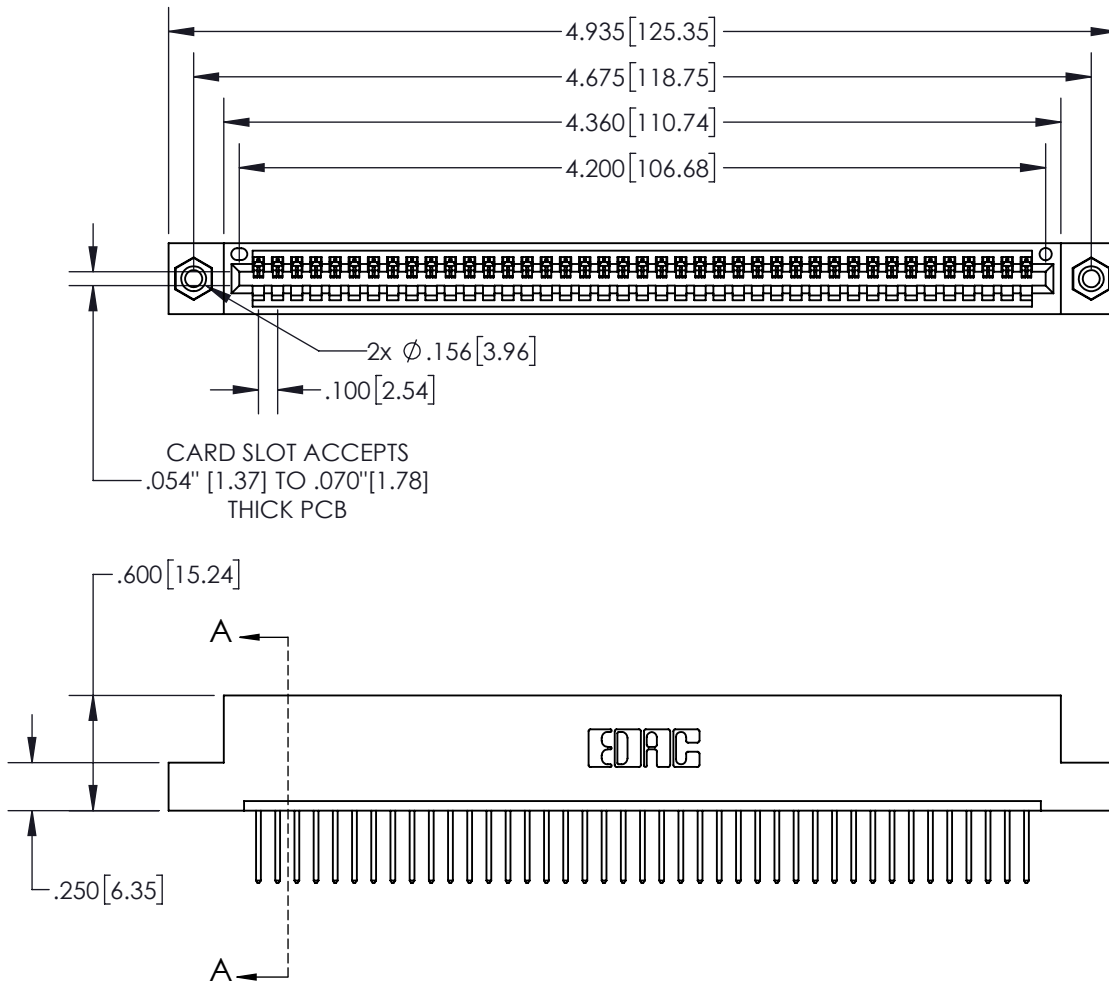 4.935[125.35]
4.675[118.75]
4.360[110.74]
4.200[106.68]
2x Ø.156[3.96]
.100[2.54]
CARD SLOT ACCEPTS
.054" [1.37] TO .070"[1.78]
THICK PCB
.600[15.24]
A
EDAC
.250[6.35]
A